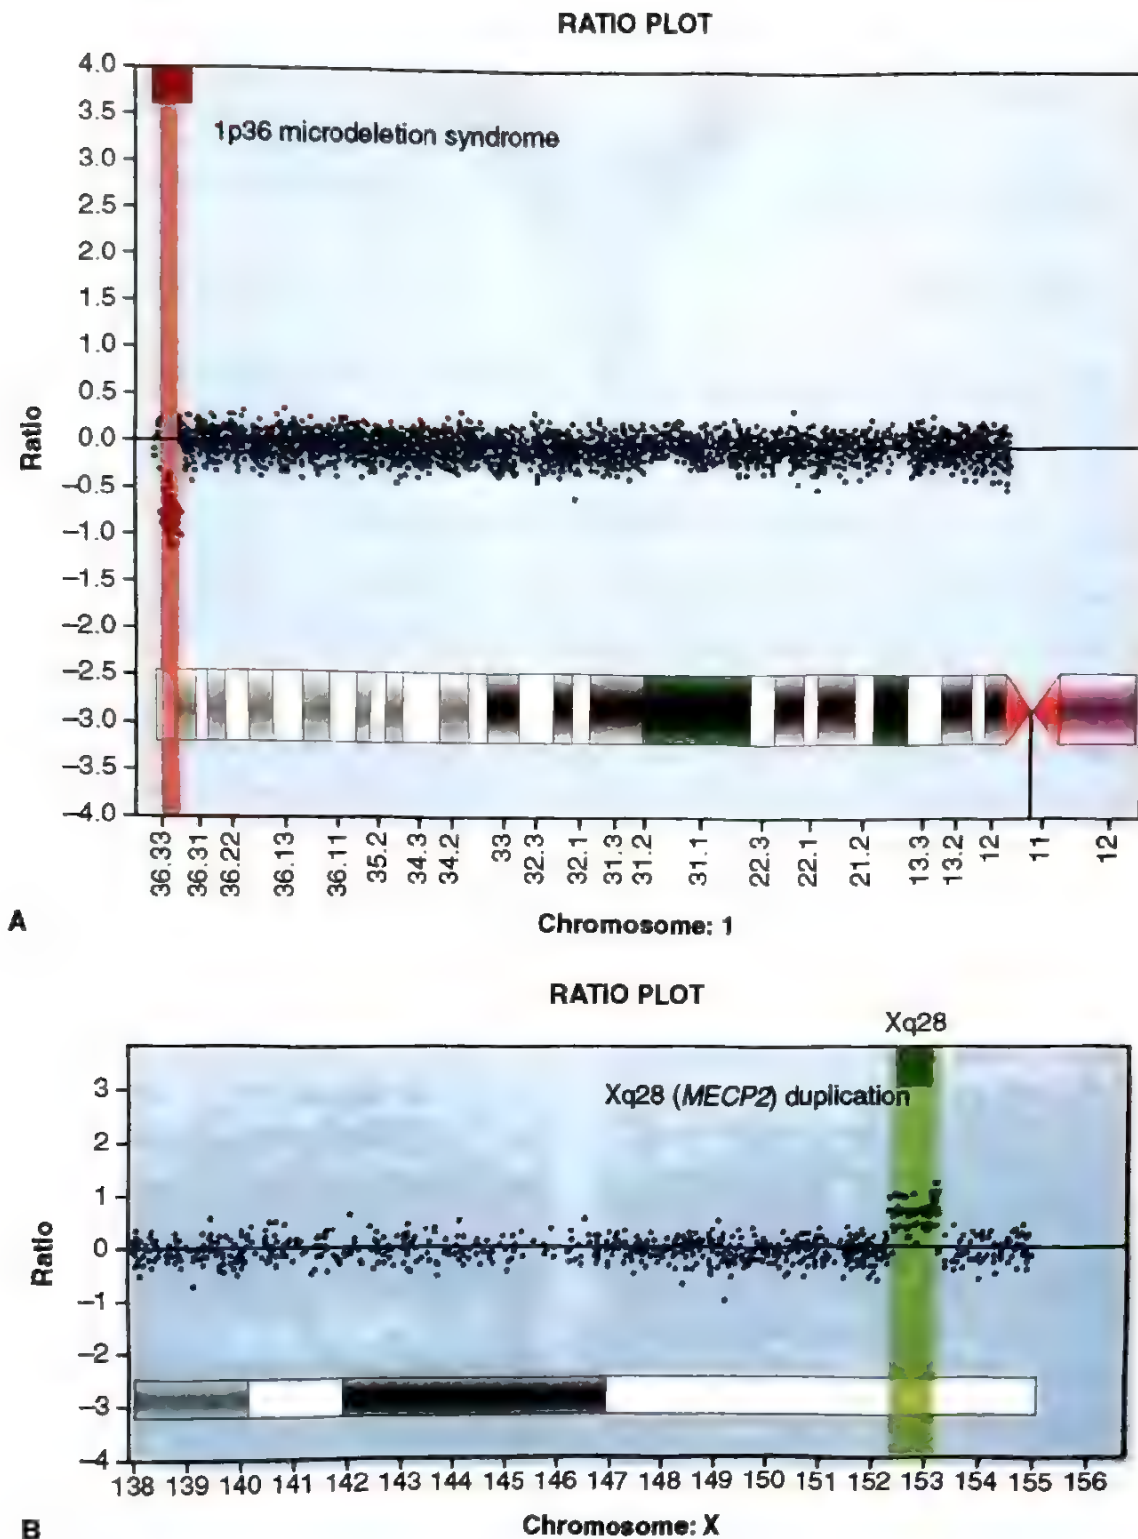 RATIO PLOT
4.0
3.5
3.0
2.5
2.0
1.5
1.0
0.5
0.0
−0.5
−1.0
−1.5
−2.0
−2.5
−3.0
−3.5
−4.0
Ratio
1p36 microdeletion syndrome
36.33 36.31 36.22 36.13 36.11 35.2 34.3 34.2 33 32.3 32.1 31.3 31.2 31.1 22.3 22.1 21.2 13.3 13.2 12 11 12
A
Chromosome: 1
RATIO PLOT
Xq28
Xq28 (MECP2) duplication
3
2
1
0
−1
−2
−3
−4
Ratio
138 139 140 141 142 143 144 145 146 147 148 149 150 151 152 153 154 155 156
B
Chromosome: X